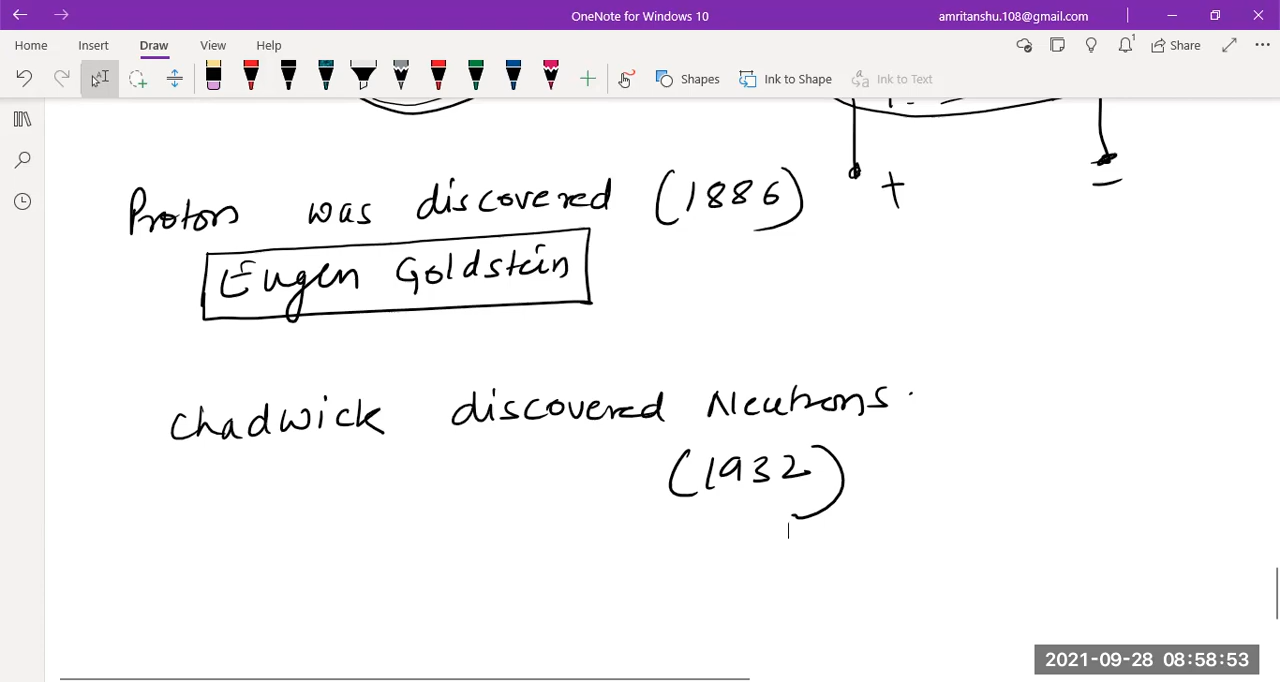 OneNote for Windows 10
amritanshu.108@gmail.com
Home Insert Draw View Help
Share
Shapes Ink to Shape Ink to Text
Proton was discovered (1886) +
Eugen Goldstein
–
Chadwick discovered Neutrons.
(1932)
2021-09-28 08:58:53